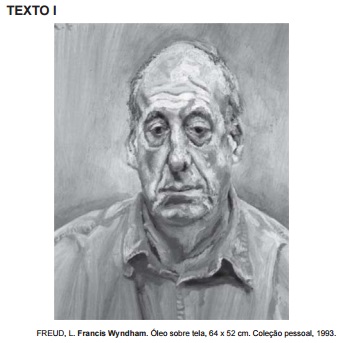 TEXTO I
FREUD, L. Francis Wyndham. Óleo sobre tela, 64 x 52 cm. Coleção pessoal, 1993.